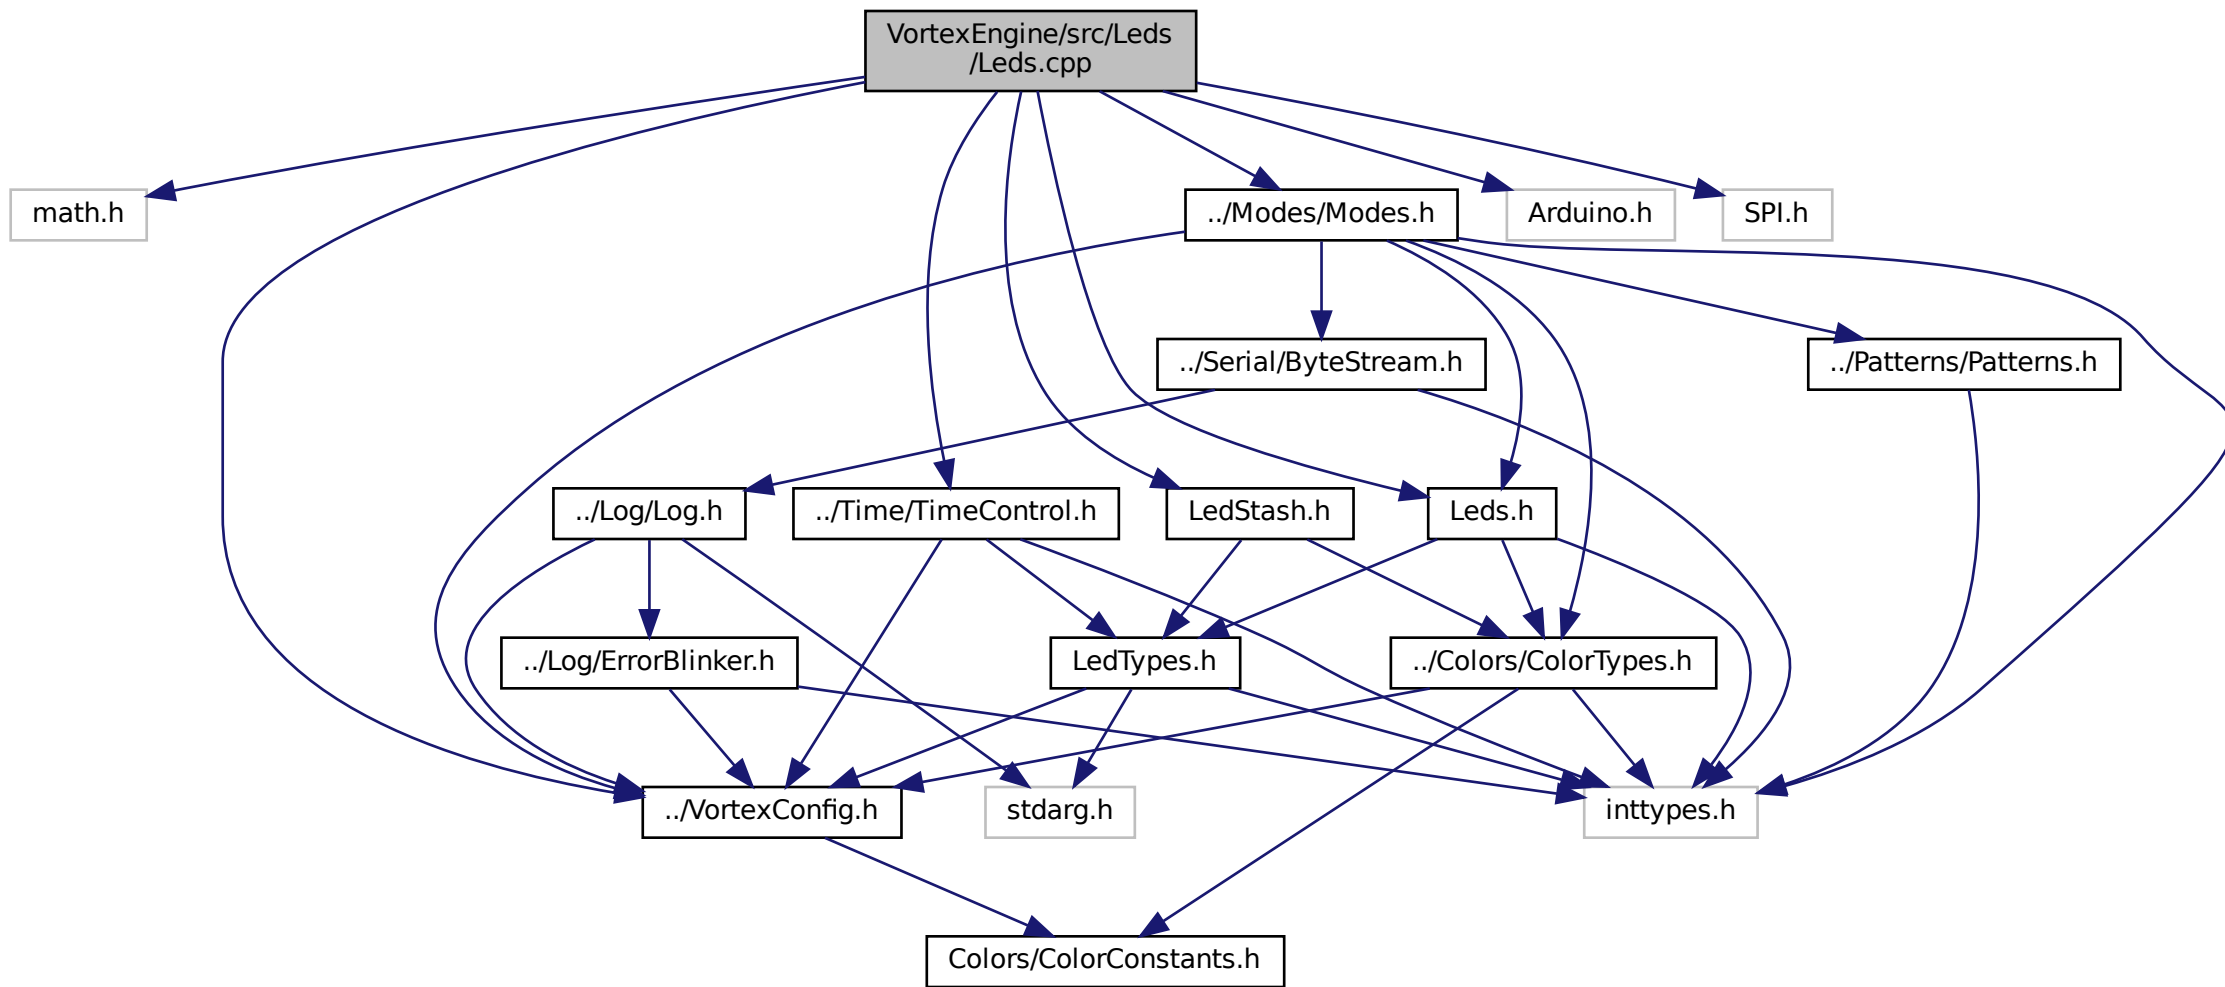 VortexEngine/src/Leds
/Leds.cpp
math.h
../Modes/Modes.h
Arduino.h
SPI.h
../Serial/ByteStream.h
../Patterns/Patterns.h
../Log/Log.h
../Time/TimeControl.h
LedStash.h
Leds.h
../Log/ErrorBlinker.h
LedTypes.h
../Colors/ColorTypes.h
../VortexConfig.h
stdarg.h
inttypes.h
Colors/ColorConstants.h